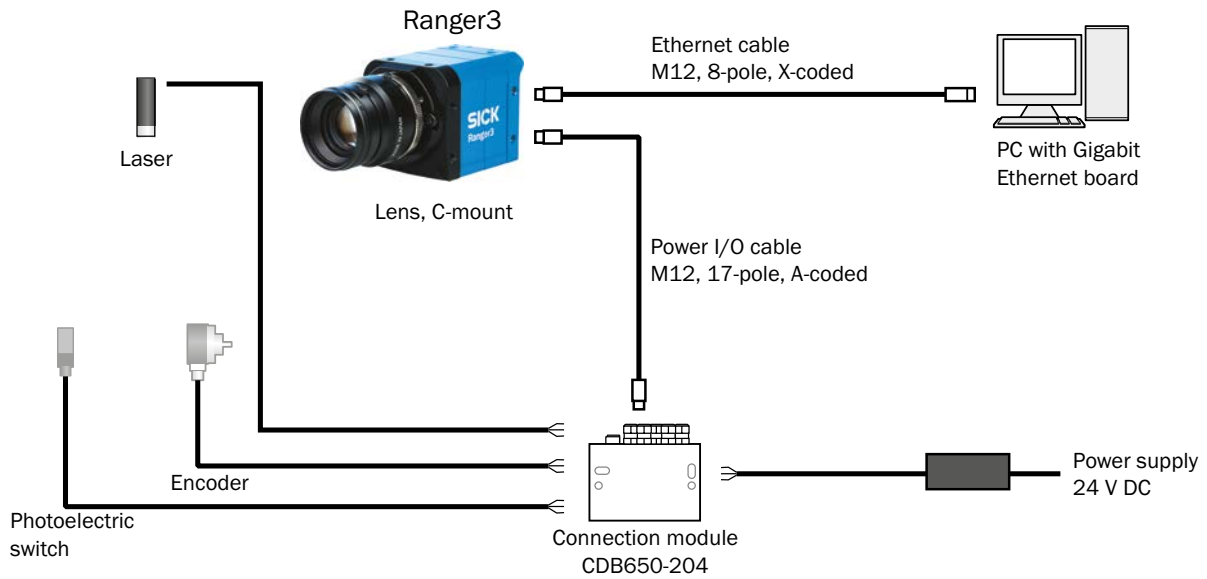 Ranger3
Ethernet cable
M12, 8-pole, X-coded
SICK
Ranger3
Laser
PC with Gigabit
Ethernet board
Lens, C-mount
Power I/O cable
M12, 17-pole, A-coded
Encoder
Power supply
24 V DC
Photoelectric
switch
Connection module
CDB650-204